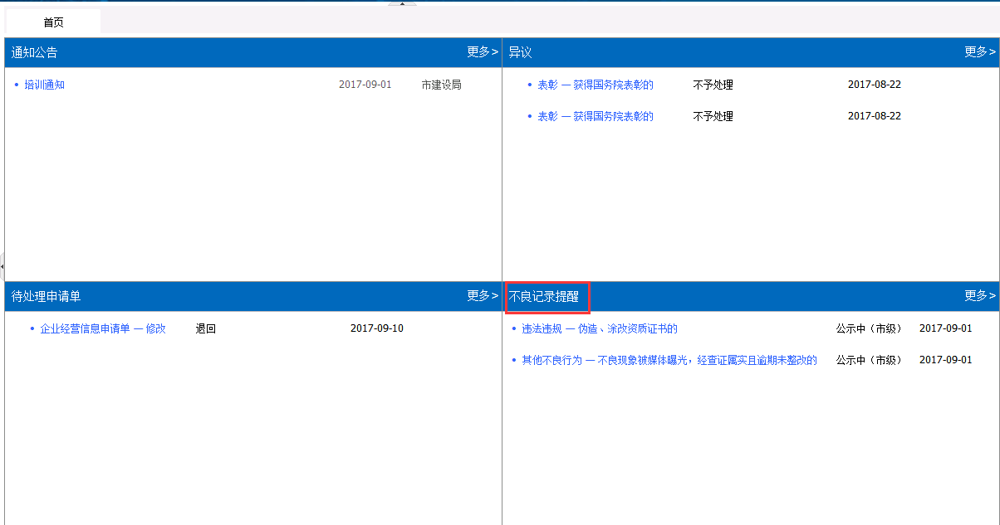 首页
通知公告 更多>
培训通知 2017-09-01 市建设局
异议 更多>
表彰 — 获得国务院表彰的 不予处理 2017-08-22
表彰 — 获得国务院表彰的 不予处理 2017-08-22
待处理申请单 更多>
企业经营信息申请单 — 修改 退回 2017-09-10
不良记录提醒 更多>
违法违规 — 伪造、涂改资质证书的 公示中（市级） 2017-09-01
其他不良行为 — 不良现象被媒体曝光，经查证属实且逾期未整改的 公示中（市级） 2017-09-01